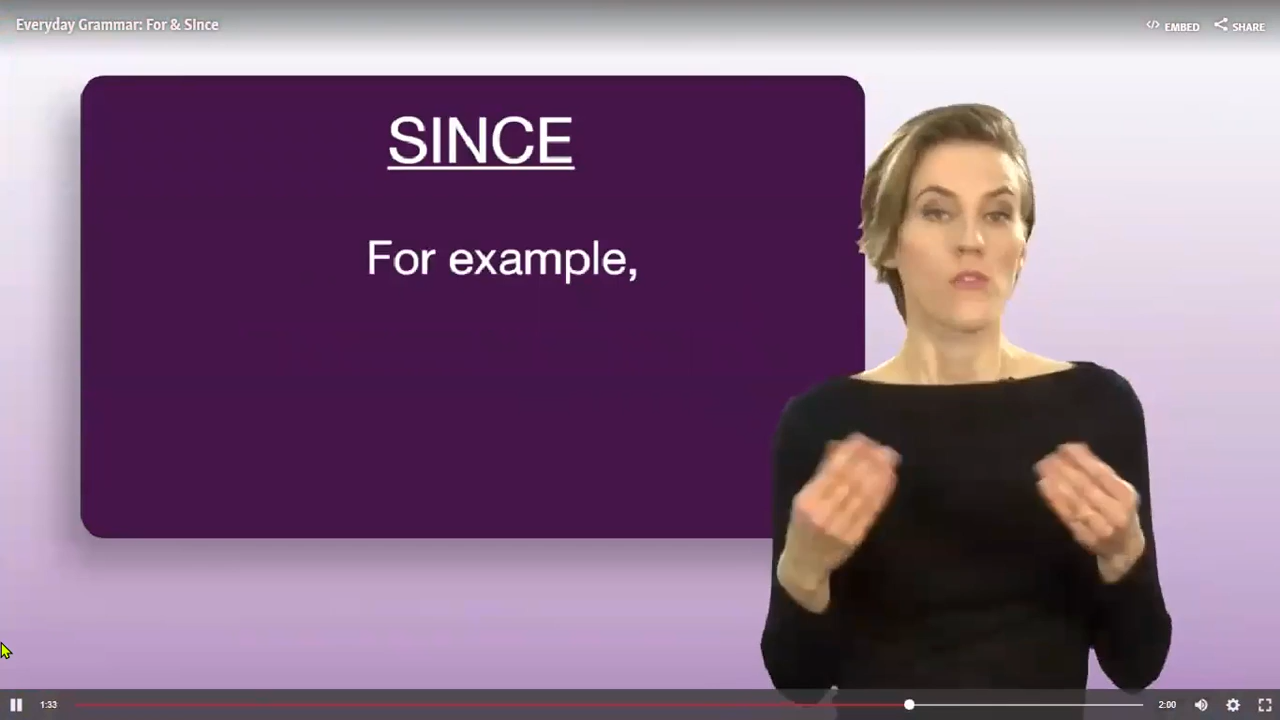 Everyday Grammar: For & SInce
EMBED
SHARE
SINCE
For example,
1:33
2:00